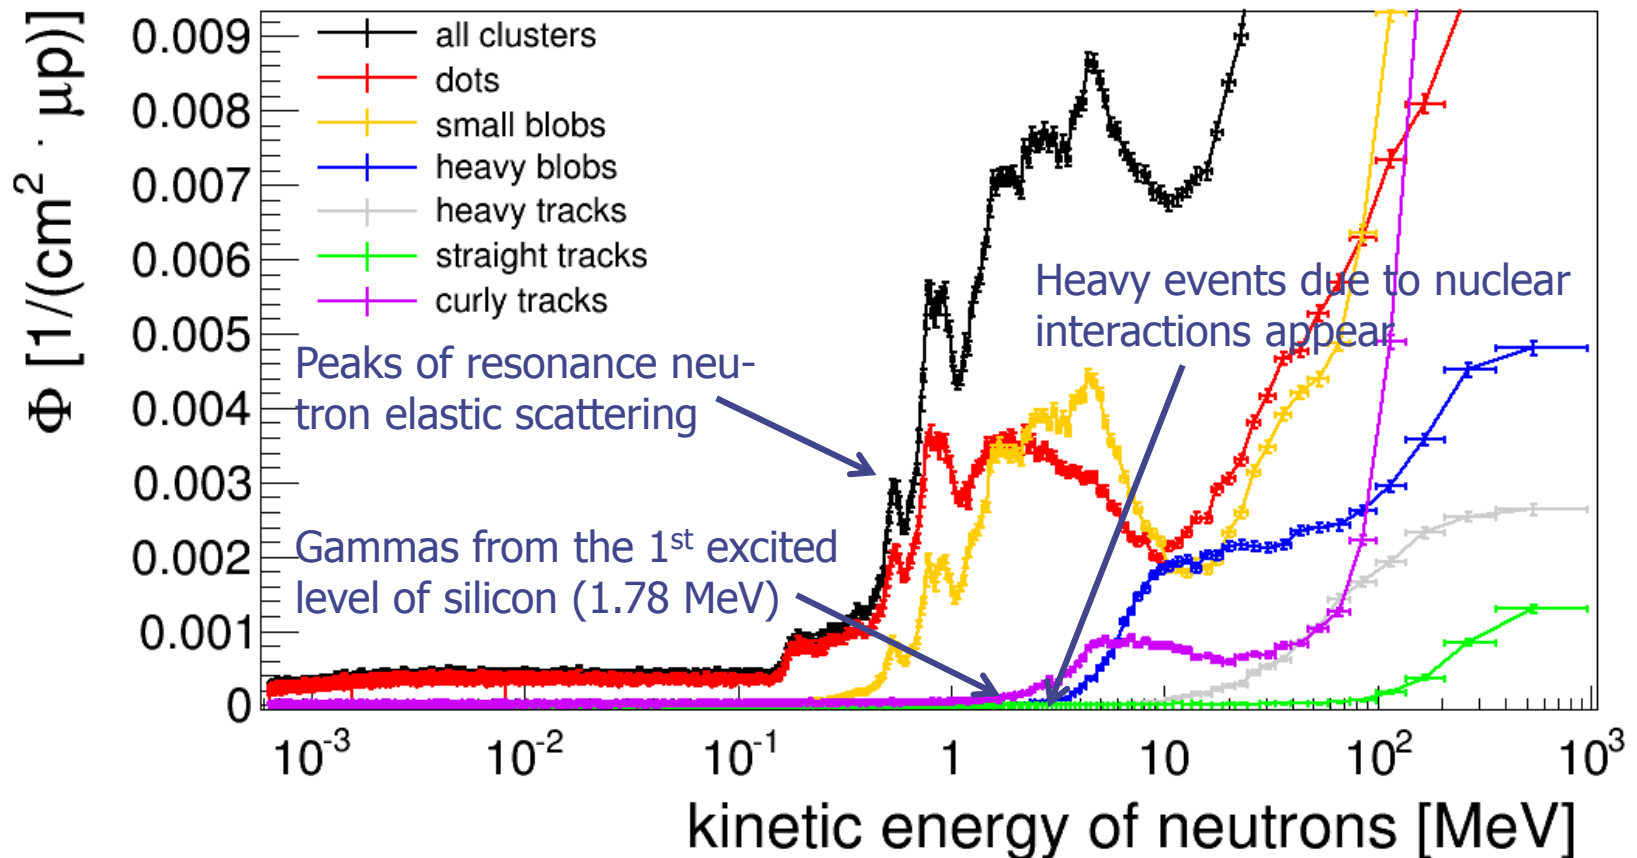 Φ [1/(cm² · μp)]
0.009
0.008
0.007
0.006
0.005
0.004
0.003
0.002
0.001
0
all clusters
dots
small blobs
heavy blobs
heavy tracks
straight tracks
curly tracks
Heavy events due to nuclear
interactions appear
Peaks of resonance neu-
tron elastic scattering
Gammas from the 1st excited
level of silicon (1.78 MeV)
10⁻³ 10⁻² 10⁻¹ 1 10 10² 10³
kinetic energy of neutrons [MeV]